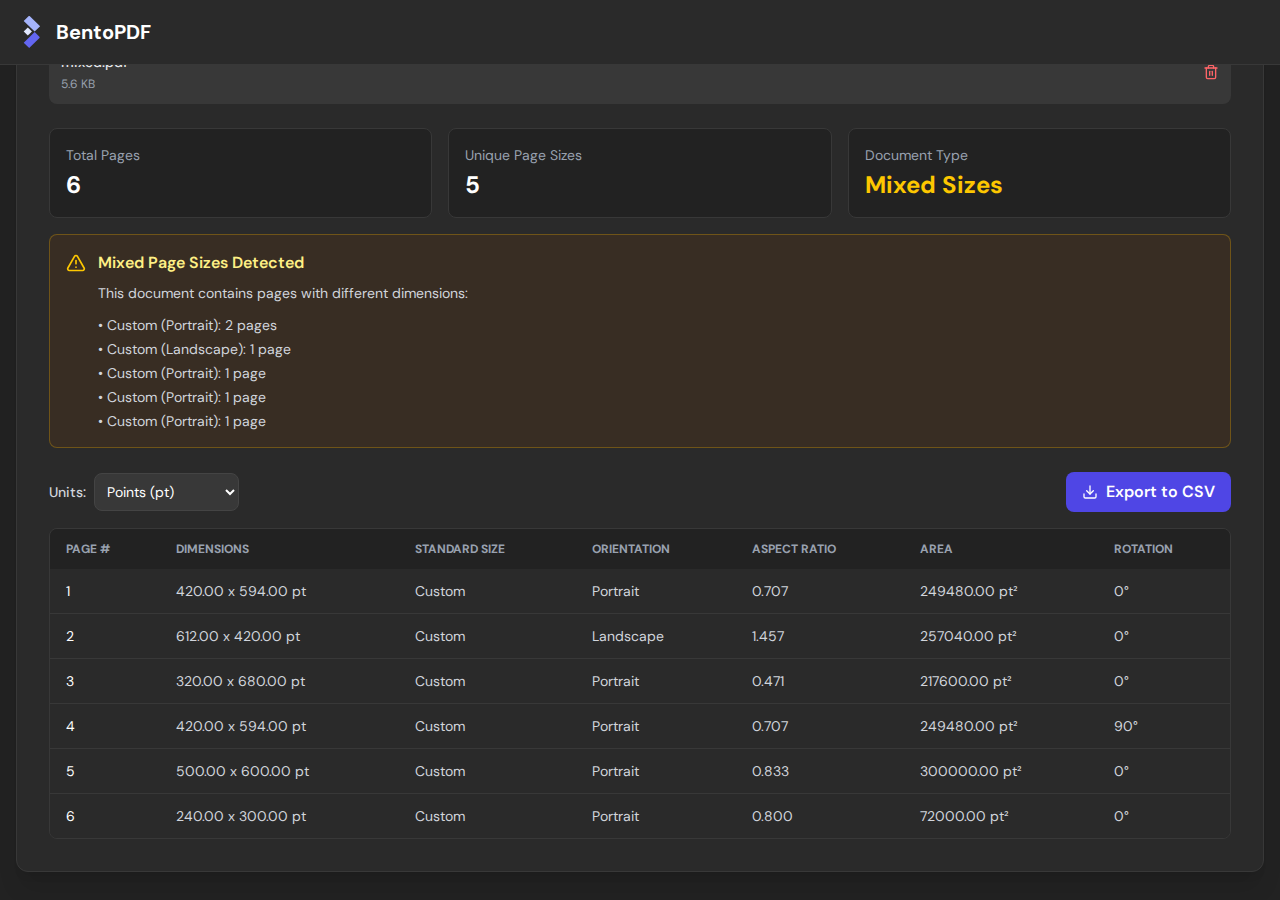 BentoPDF
mixed.pdf
5.6 KB
Total Pages
6
Unique Page Sizes
5
Document Type
Mixed Sizes
Mixed Page Sizes Detected
This document contains pages with different dimensions:
• Custom (Portrait): 2 pages
• Custom (Landscape): 1 page
• Custom (Portrait): 1 page
• Custom (Portrait): 1 page
• Custom (Portrait): 1 page
Units: Points (pt) Export to CSV
PAGE # DIMENSIONS STANDARD SIZE ORIENTATION ASPECT RATIO AREA ROTATION
1 420.00 x 594.00 pt Custom Portrait 0.707 249480.00 pt² 0°
2 612.00 x 420.00 pt Custom Landscape 1.457 257040.00 pt² 0°
3 320.00 x 680.00 pt Custom Portrait 0.471 217600.00 pt² 0°
4 420.00 x 594.00 pt Custom Portrait 0.707 249480.00 pt² 90°
5 500.00 x 600.00 pt Custom Portrait 0.833 300000.00 pt² 0°
6 240.00 x 300.00 pt Custom Portrait 0.800 72000.00 pt² 0°